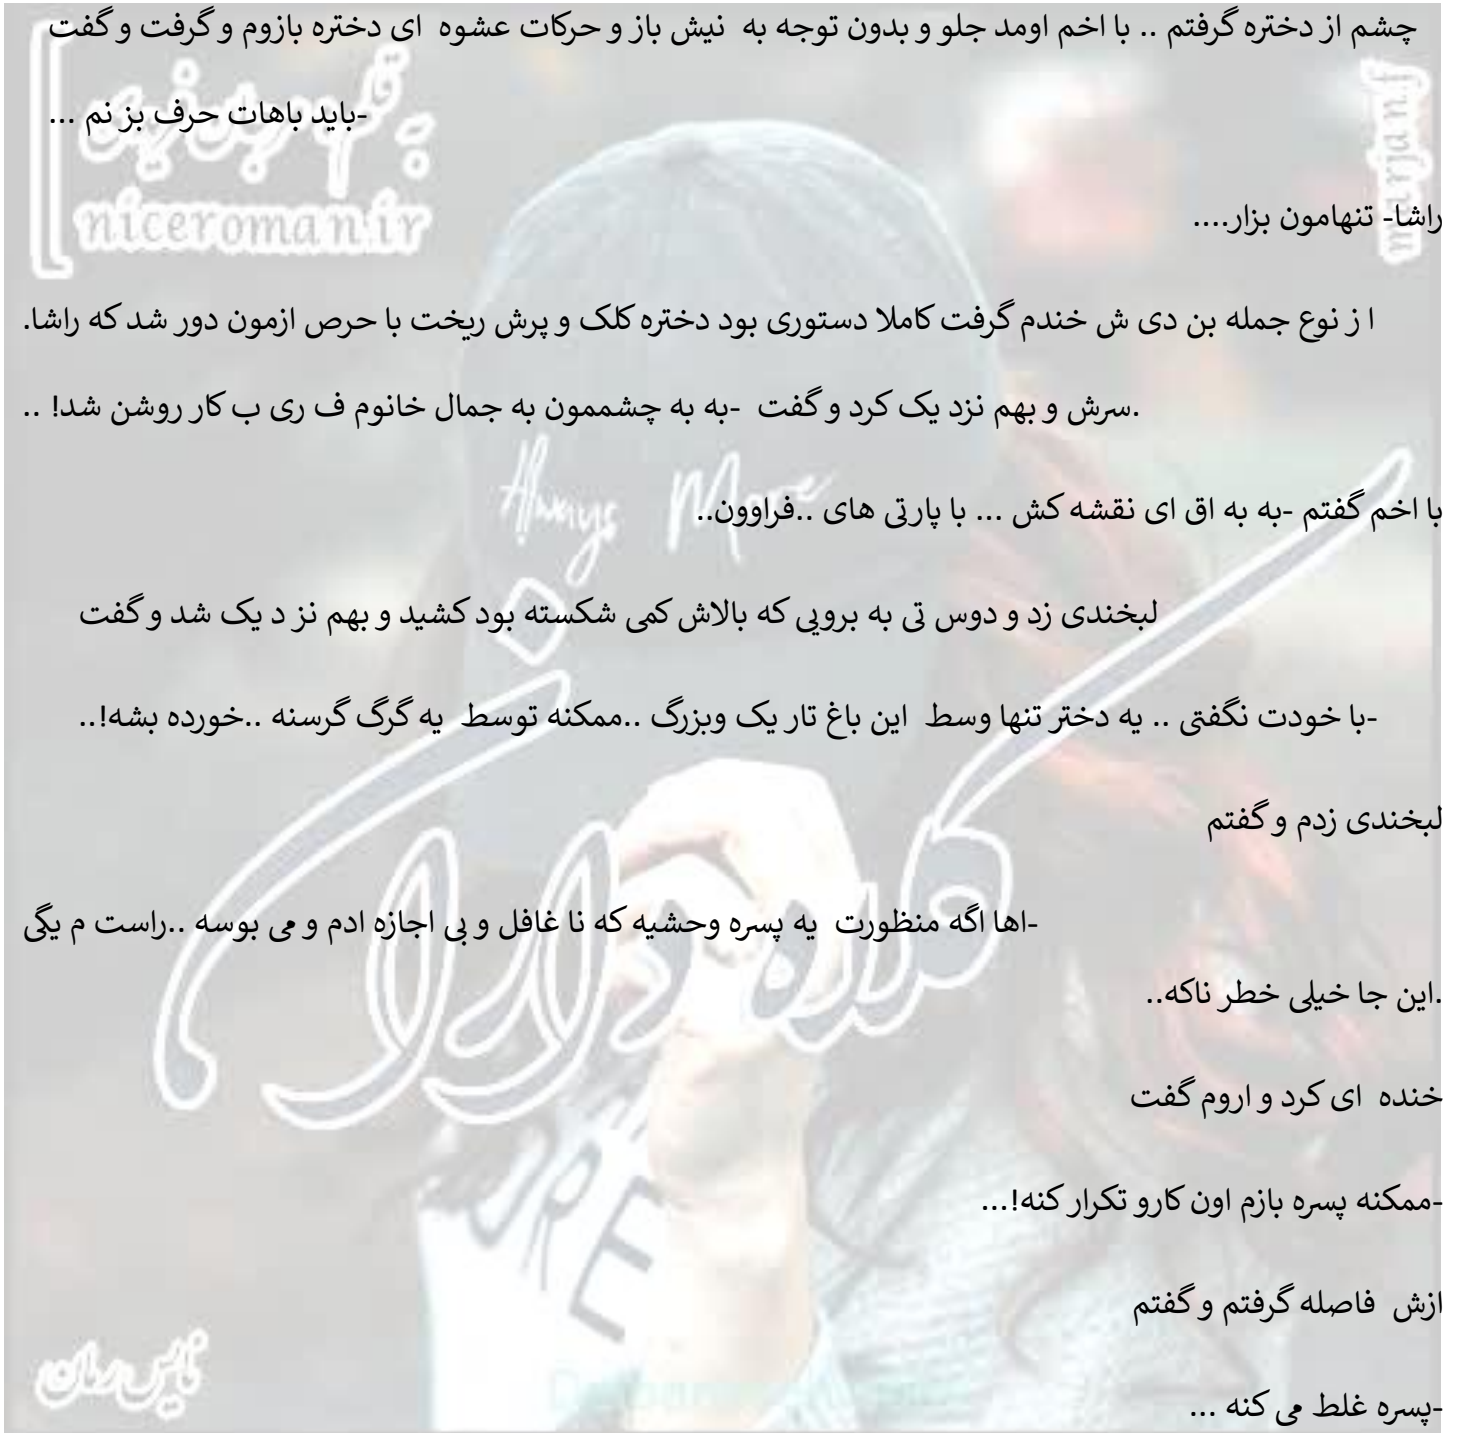 چشم از دختره گرفتم .. با اخم اومد جلو و بدون توجه به نیش باز و حرکات عشوه ای دختره بازوم و گرفت و گفت
-باید باهات حرف بز نم ...
راشا- تنهامون بزار....
ا ز نوع جمله بن دی ش خندم گرفت کاملا دستوری بود دختره کلک و پرش ریخت با حرص ازمون دور شد که راشا.
.سرش و بهم نزد یک کرد و گفت -به به چشممون به جمال خانوم ف ری ب کار روشن شد! ..
با اخم گفتم -به به اق ای نقشه کش ... با پارتی های ..فراوون..
لبخندی زد و دوس تی به برویی که بالاش کمی شکسته بود کشید و بهم نز د یک شد و گفت
-با خودت نگفتی .. یه دختر تنها وسط این باغ تار یک وبزرگ ..ممکنه توسط یه گرگ گرسنه ..خورده بشه!..
لبخندی زدم و گفتم
-اها اگه منظورت یه پسره وحشیه که نا غافل و بی اجازه ادم و می بوسه ..راست م یگی
.این جا خیلی خطر ناکه..
خنده ای کرد و اروم گفت
-ممکنه پسره بازم اون کارو تکرار کنه!...
ازش فاصله گرفتم و گفتم
-پسره غلط می کنه ...
niceroman.ir
marjan.f
Always More
کلاه داران
نایس رمان